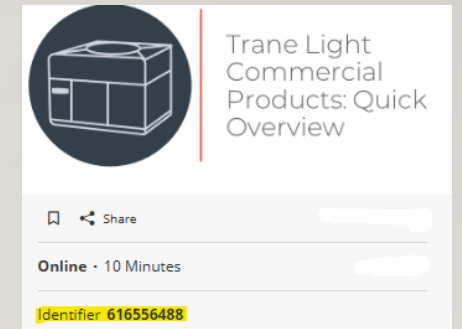 Trane Light
Commercial
Products: Quick
Overview
Share
Online · 10 Minutes
Identifier 616556488